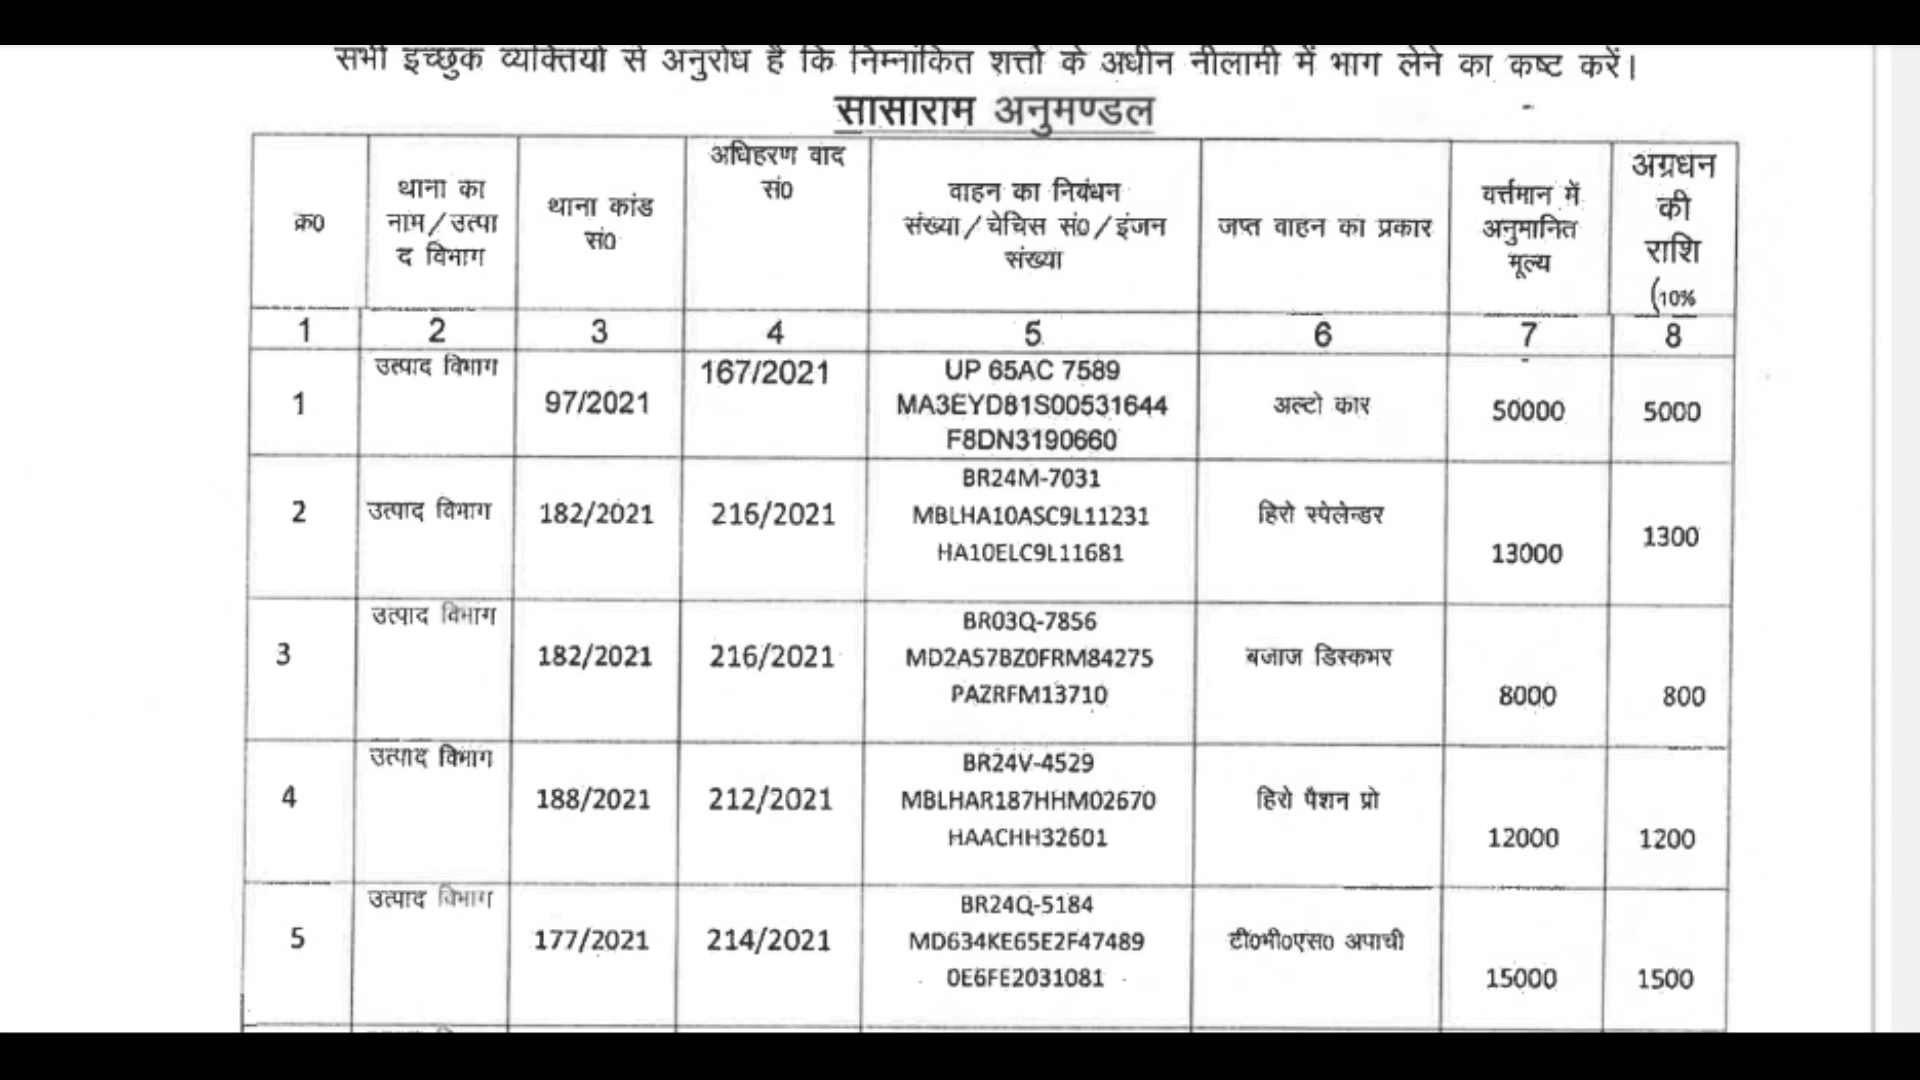 सभी इच्छुक व्यक्तियों से अनुरोध है कि निम्नांकित शर्त्तो के अधीन नीलामी में भाग लेने का कष्ट करें।
सासाराम अनुमण्डल
क्र0
थाना का
नाम/उत्पा
द विभाग
थाना कांड
सं0
अधिहरण वाद
सं0
वाहन का निबंधन
संख्या/चेचिस सं0/इंजन
संख्या
जप्त वाहन का प्रकार
वर्त्तमान में
अनुमानित
मूल्य
अग्रधन
की
राशि
(10%
1 2 3 4 5 6 7 8
1 उत्पाद विभाग 97/2021 167/2021
UP 65AC 7589
MA3EYD81S00531644
F8DN3190660
अल्टो कार 50000 5000
2 उत्पाद विभाग 182/2021 216/2021
BR24M-7031
MBLHA10ASC9L11231
HA10ELC9L11681
हिरो स्पेलेन्डर 13000 1300
3 उत्पाद विभाग 182/2021 216/2021
BR03Q-7856
MD2A57BZ0FRM84275
PAZRFM13710
बजाज डिस्कभर 8000 800
4 उत्पाद विभाग 188/2021 212/2021
BR24V-4529
MBLHAR187HHM02670
HAACHH32601
हिरो पैशन प्रो 12000 1200
5 उत्पाद विभाग 177/2021 214/2021
BR24Q-5184
MD634KE65E2F47489
0E6FE2031081
टी0भी0एस0 अपाची 15000 1500